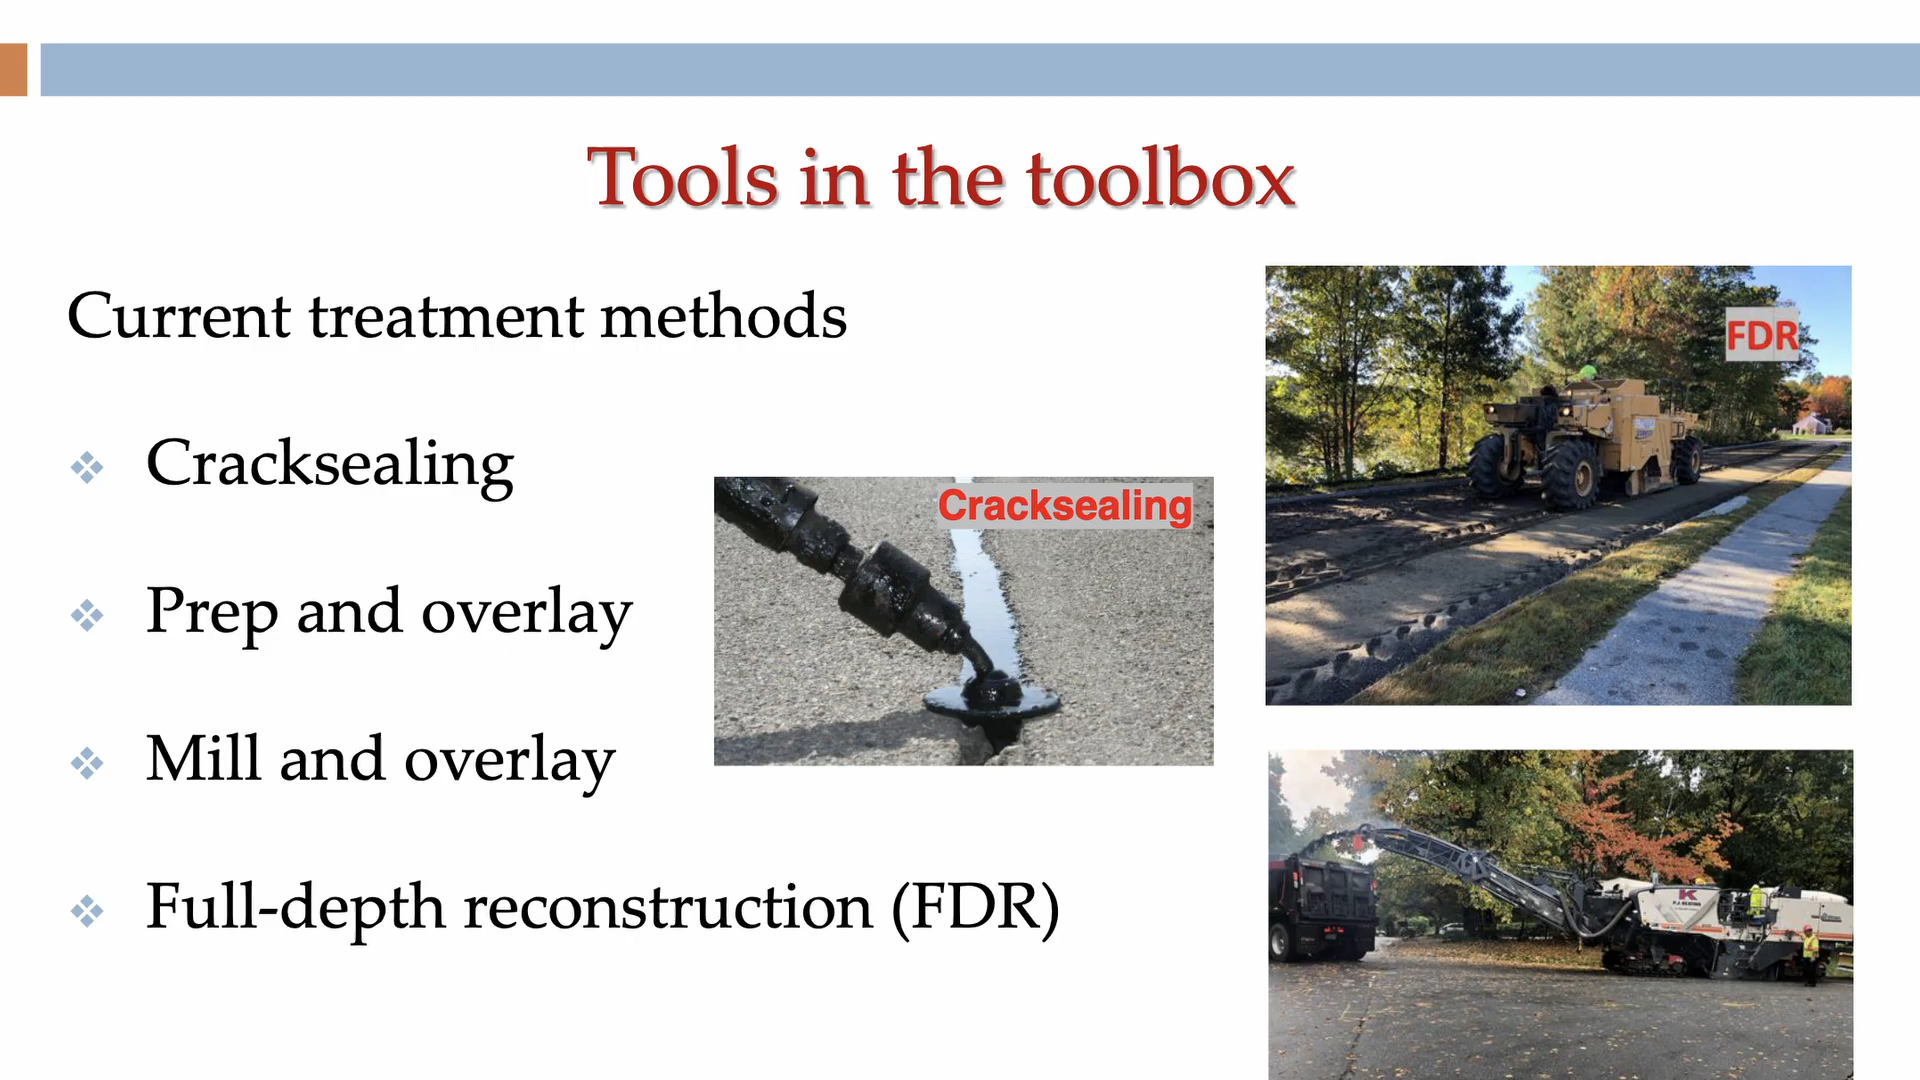 Tools in the toolbox
Current treatment methods
Cracksealing
Prep and overlay
Mill and overlay
Full-depth reconstruction (FDR)
Cracksealing
FDR
K